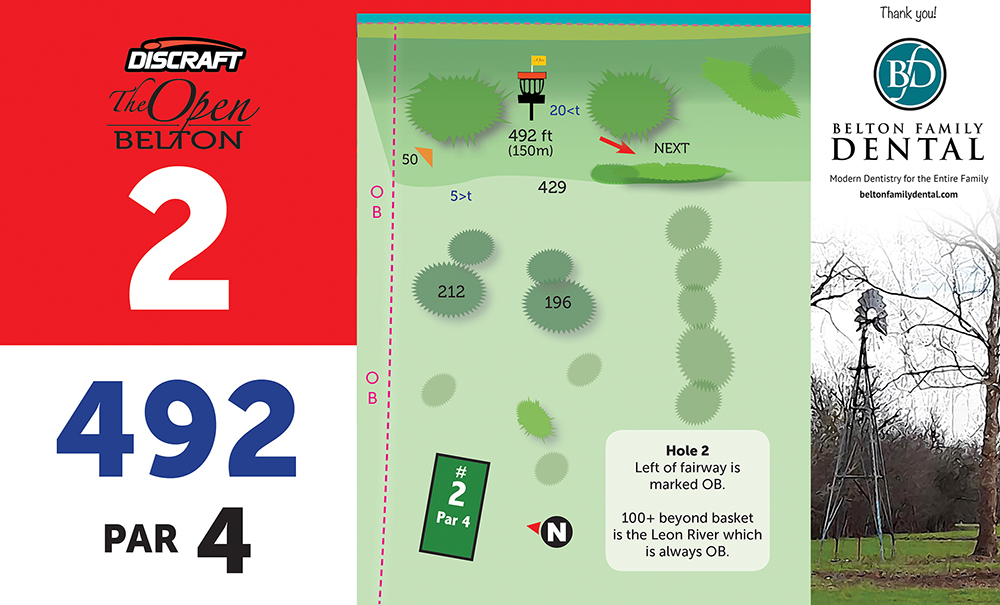 DISCRAFT
The Open
BELTON
2
492
PAR 4
O
B
O
B
492 ft
(150m)
20<t
50
NEXT
5>t
429
212
196
#
2
Par 4
N
Hole 2
Left of fairway is
marked OB.
100+ beyond basket
is the Leon River which
is always OB.
Thank you!
BfD
BELTON FAMILY
DENTAL
Modern Dentistry for the Entire Family
beltonfamilydental.com